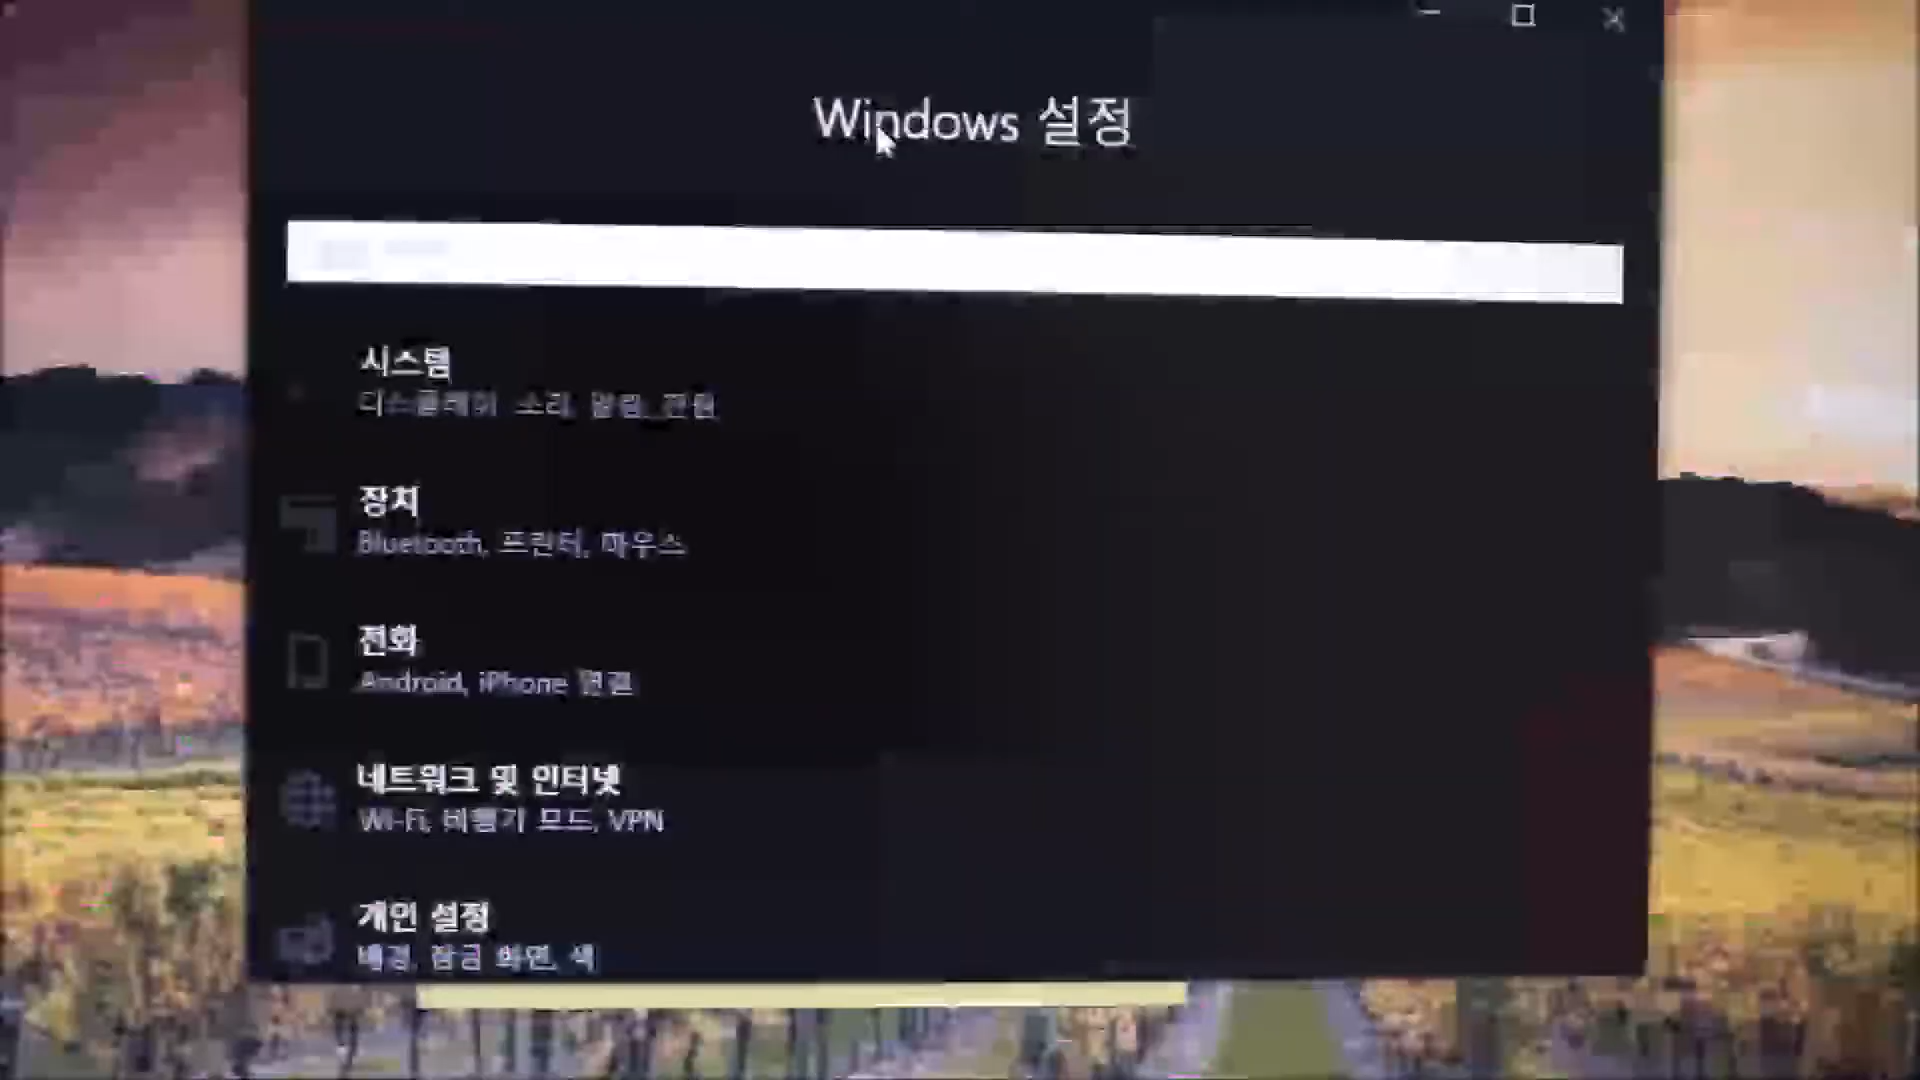 Windows 설정
시스템
디스플레이, 소리, 알림, 전원
장치
Bluetooth, 프린터, 마우스
전화
Android, iPhone 연결
네트워크 및 인터넷
Wi-Fi, 비행기 모드, VPN
개인 설정
배경, 잠금 화면, 색